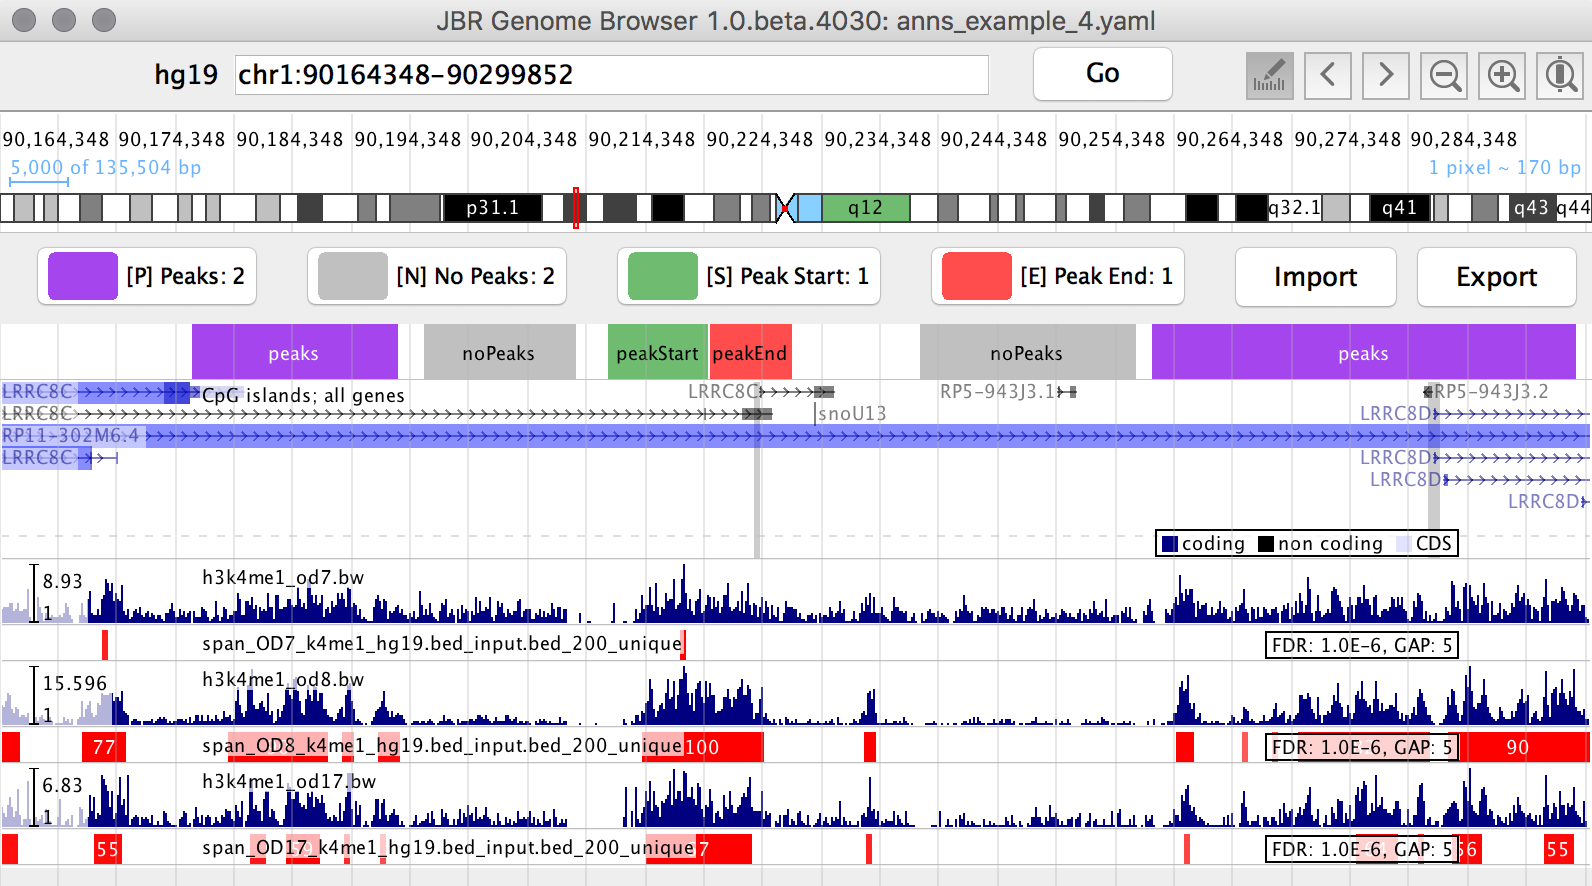 JBR Genome Browser 1.0.beta.4030: anns_example_4.yaml
hg19 chr1:90164348-90299852 Go
90,164,348 90,174,348 90,184,348 90,194,348 90,204,348 90,214,348 90,224,348 90,234,348 90,244,348 90,254,348 90,264,348 90,274,348 90,284,348
5,000 of 135,504 bp 1 pixel ~ 170 bp
p31.1 q12 q32.1 q41 q43 q44
[P] Peaks: 2 [N] No Peaks: 2 [S] Peak Start: 1 [E] Peak End: 1 Import Export
peaks noPeaks peakStart peakEnd noPeaks peaks
LRRC8C CpG islands; all genes LRRC8C RP5-943J3.1 RP5-943J3.2
LRRC8C snoU13 LRRC8D
RP11-302M6.4
LRRC8C LRRC8D
LRRC8D
LRRC8D
coding non coding CDS
8.93 h3k4me1_od7.bw
1
span_OD7_k4me1_hg19.bed_input.bed_200_unique FDR: 1.0E-6, GAP: 5
15.596 h3k4me1_od8.bw
1
77 span_OD8_k4me1_hg19.bed_input.bed_200_unique 100 FDR: 1.0E-6, GAP: 5 90
6.83 h3k4me1_od17.bw
1
55 span_OD17_k4me1_hg19.bed_input.bed_200_unique 7 FDR: 1.0E-6, GAP: 5 56 55